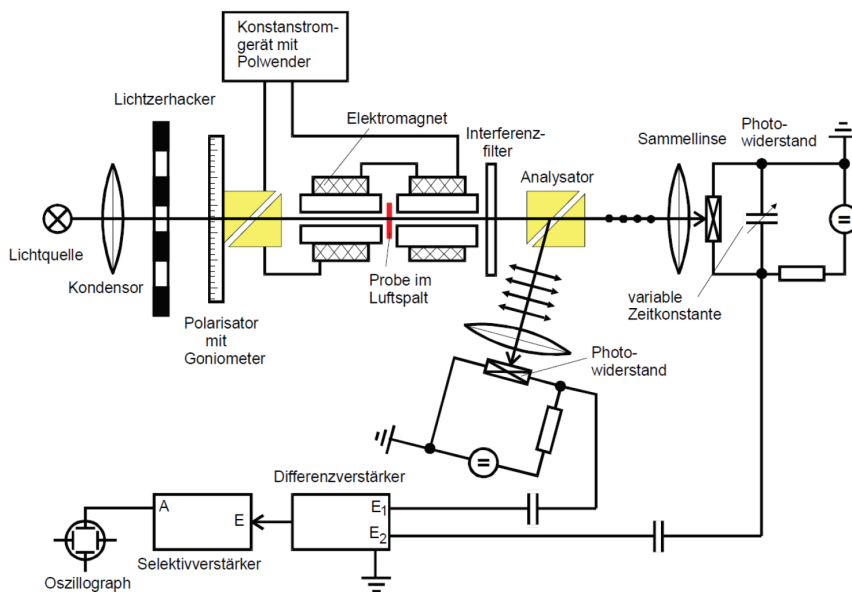 Konstanstrom-
gerät mit
Polwender
Lichtzerhacker
Elektromagnet
Interferenz-
filter
Analysator
Sammellinse
Photo-
widerstand
Lichtquelle
Kondensor
Polarisator
mit
Goniometer
Probe im
Luftspalt
variable
Zeitkonstante
Photo-
widerstand
=
=
Differenzverstärker
E1
E2
A
E
Selektivverstärker
Oszillograph